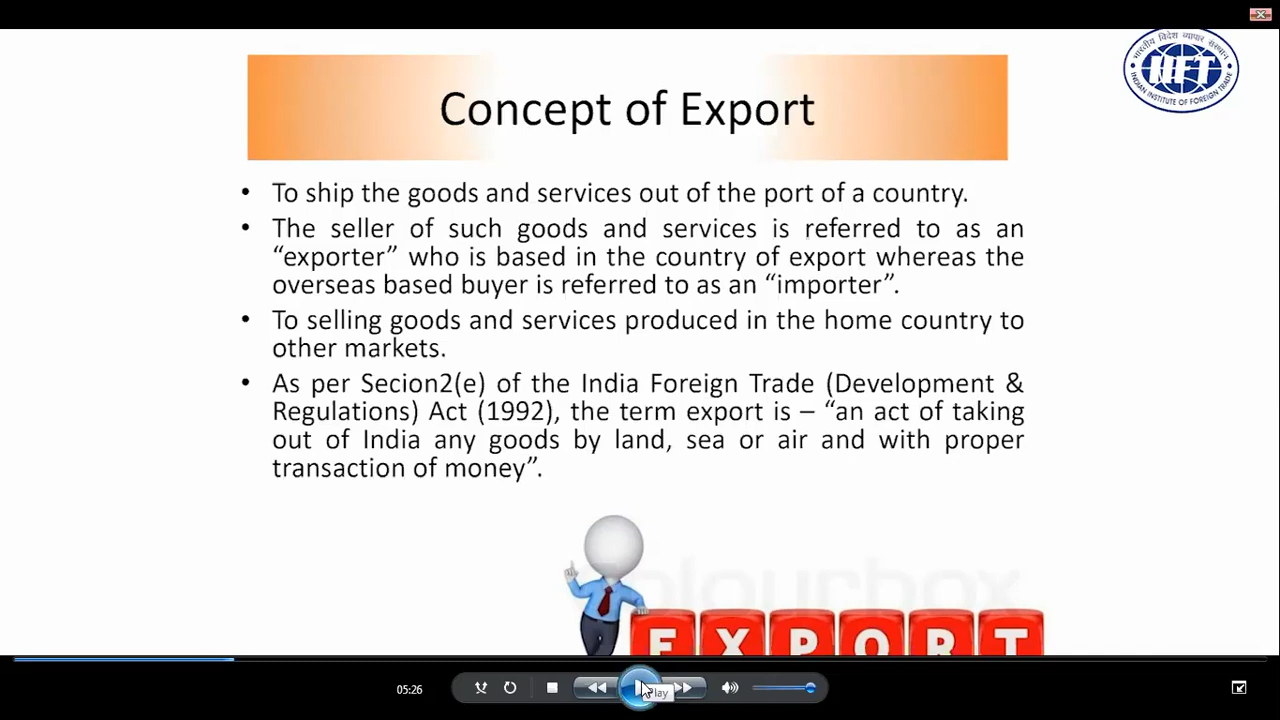 भारतीय विदेश व्यापार संस्थान
IIFT
INDIAN INSTITUTE OF FOREIGN TRADE
Concept of Export
• To ship the goods and services out of the port of a country.
• The seller of such goods and services is referred to as an
“exporter” who is based in the country of export whereas the
overseas based buyer is referred to as an “importer”.
• To selling goods and services produced in the home country to
other markets.
• As per Secion2(e) of the India Foreign Trade (Development &
Regulations) Act (1992), the term export is – “an act of taking
out of India any goods by land, sea or air and with proper
transaction of money”.
colourbox
EXPORT
05:26
Play